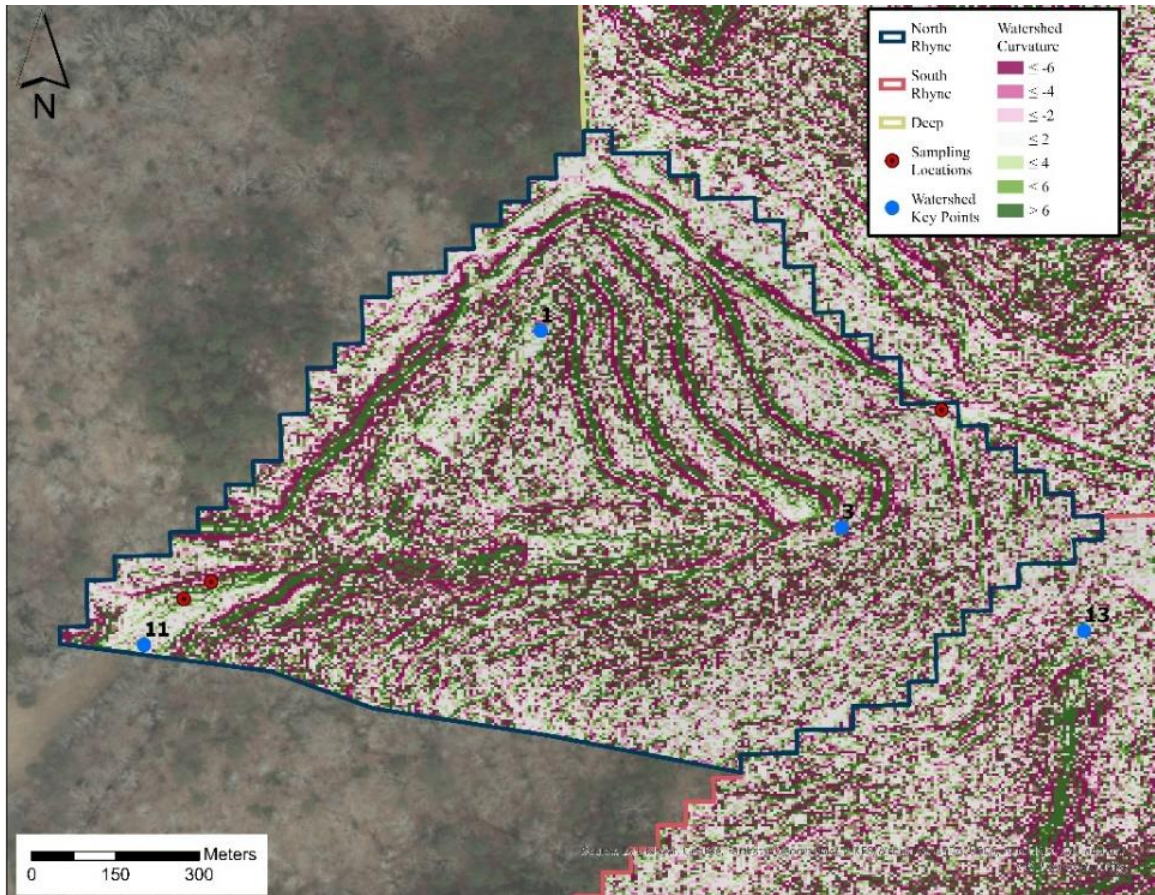 N
North
Rhyne
South
Rhyne
Deep
Sampling
Locations
Watershed
Key Points
Watershed
Curvature
≤ -6
≤ -4
≤ -2
≤ 2
≤ 4
< 6
> 6
1
3
11
13
Meters
0 150 300